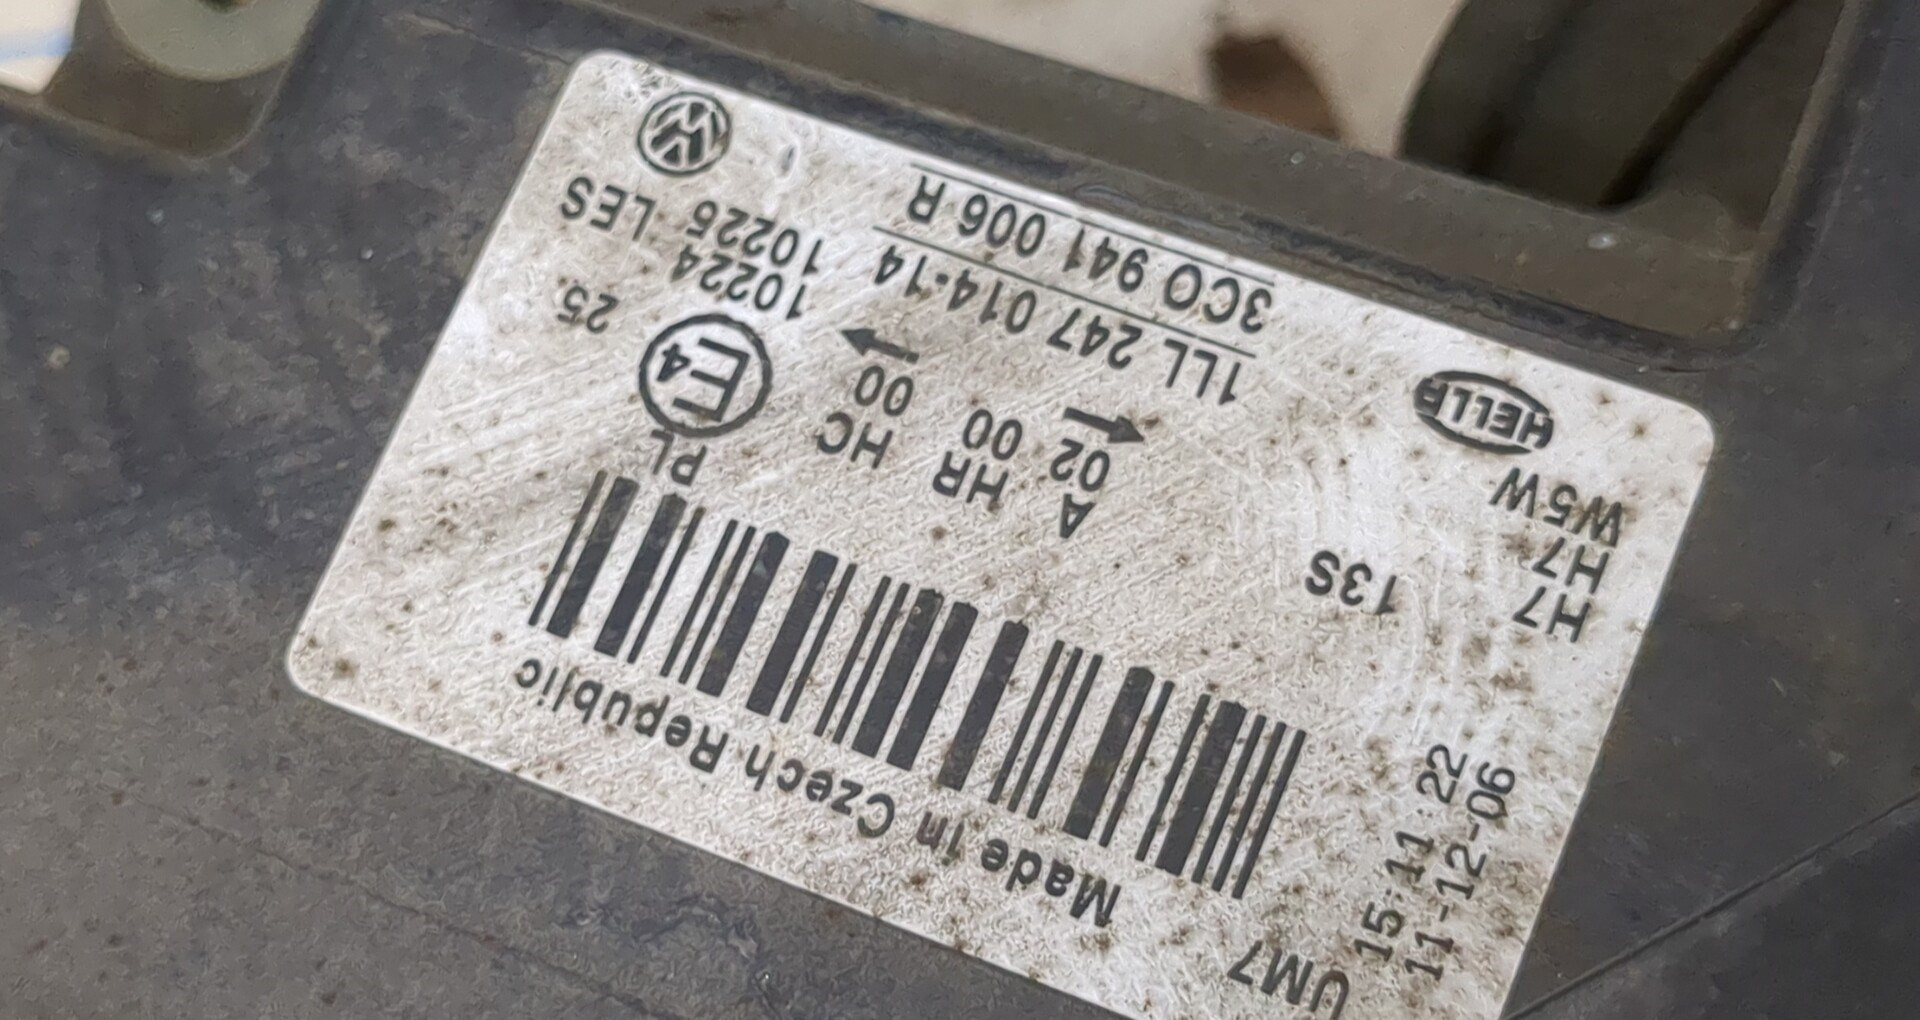 UM7
15:11:22
11-12-06
Made in Czech Republic
H7
H7
W5W
13S
HELLA
A
02
HR
00
HC
00
PL
E4
25.
00
10224
10225 LES
1LL 247 014-14
3C0 941 006 R